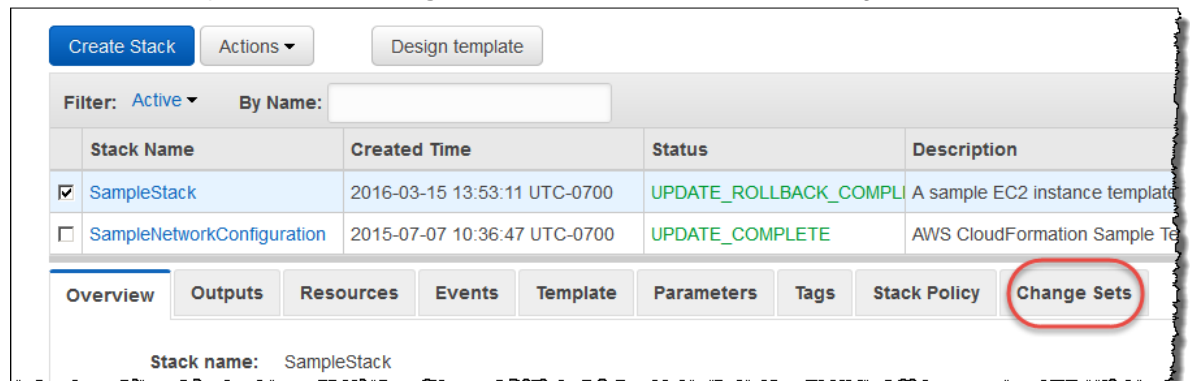 Create Stack Actions Design template
Filter: Active By Name:
Stack Name Created Time Status Description
SampleStack 2016-03-15 13:53:11 UTC-0700 UPDATE_ROLLBACK_COMPL A sample EC2 instance template
SampleNetworkConfiguration 2015-07-07 10:36:47 UTC-0700 UPDATE_COMPLETE AWS CloudFormation Sample Te
Overview Outputs Resources Events Template Parameters Tags Stack Policy Change Sets
Stack name: SampleStack